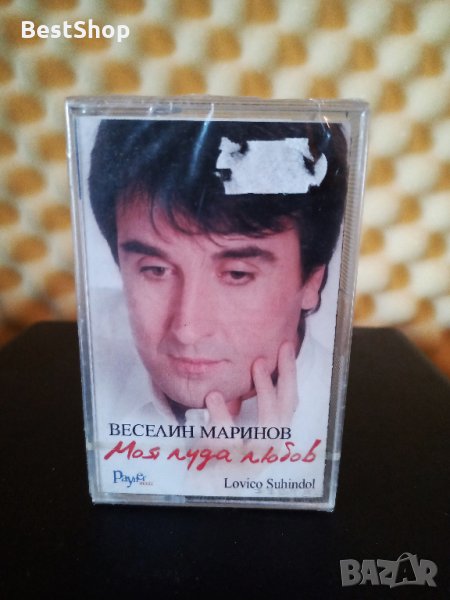 BestShop
ВЕСЕЛИН МАРИНОВ
Моя луда любов
Payner
Lovico Suhindol
BAZAR